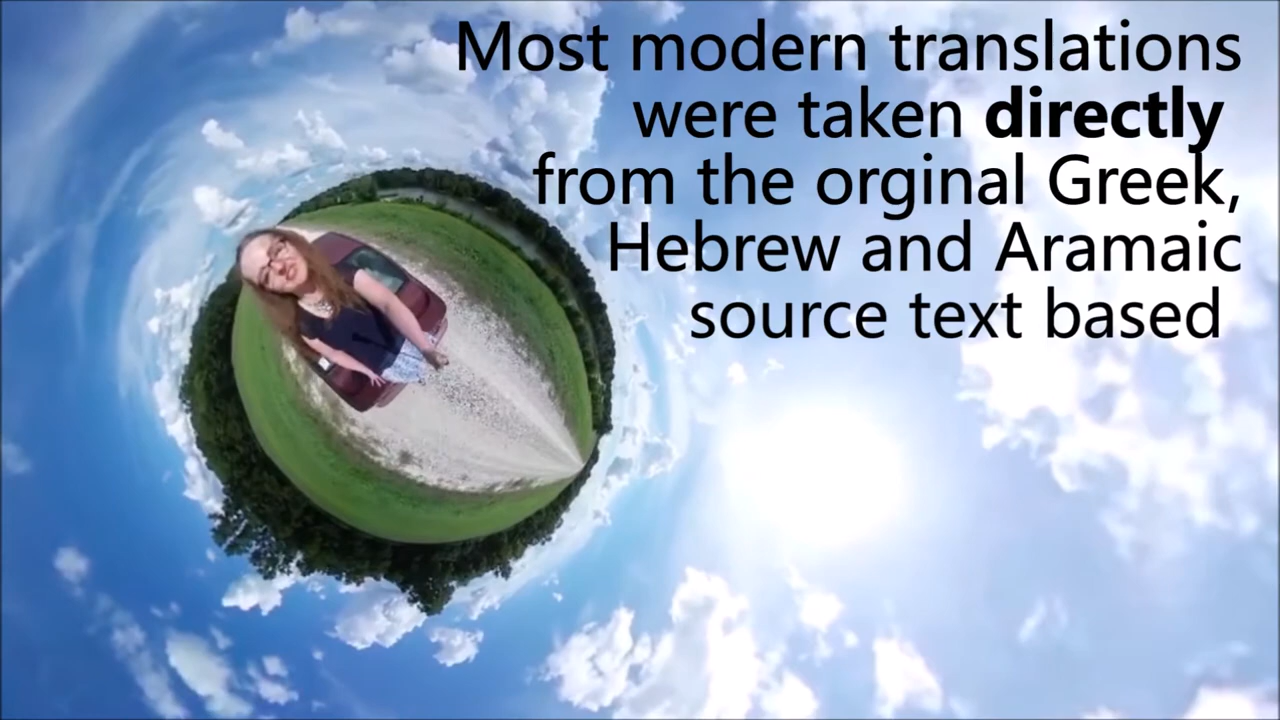 Most modern translations
were taken directly
from the orginal Greek,
Hebrew and Aramaic
source text based